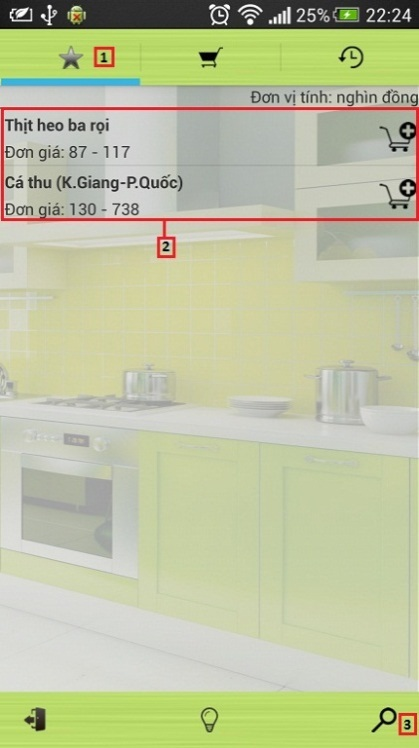 25% 22:24
1
Đơn vị tính: nghìn đồng
Thịt heo ba rọi
Đơn giá: 87 - 117
Cá thu (K.Giang-P.Quốc)
Đơn giá: 130 - 738
2
3